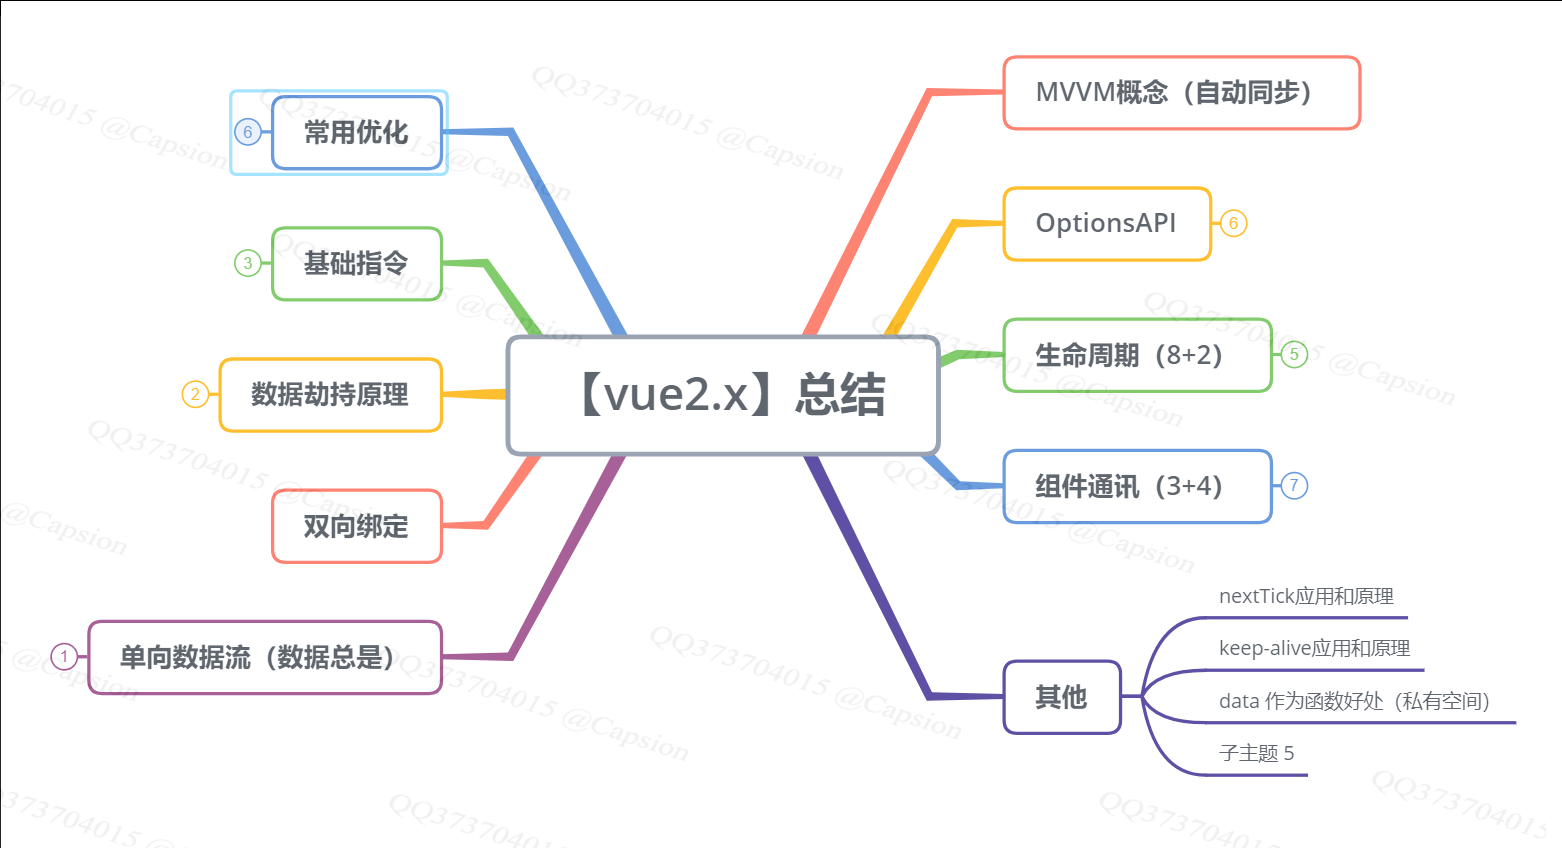 【vue2.x】总结
MVVM概念（自动同步）
OptionsAPI
6
生命周期（8+2）
5
组件通讯（3+4）
7
其他
nextTick应用和原理
keep-alive应用和原理
data 作为函数好处（私有空间）
子主题 5
常用优化
6
基础指令
3
数据劫持原理
2
双向绑定
单向数据流（数据总是）
1
QQ373704015 @Capsion